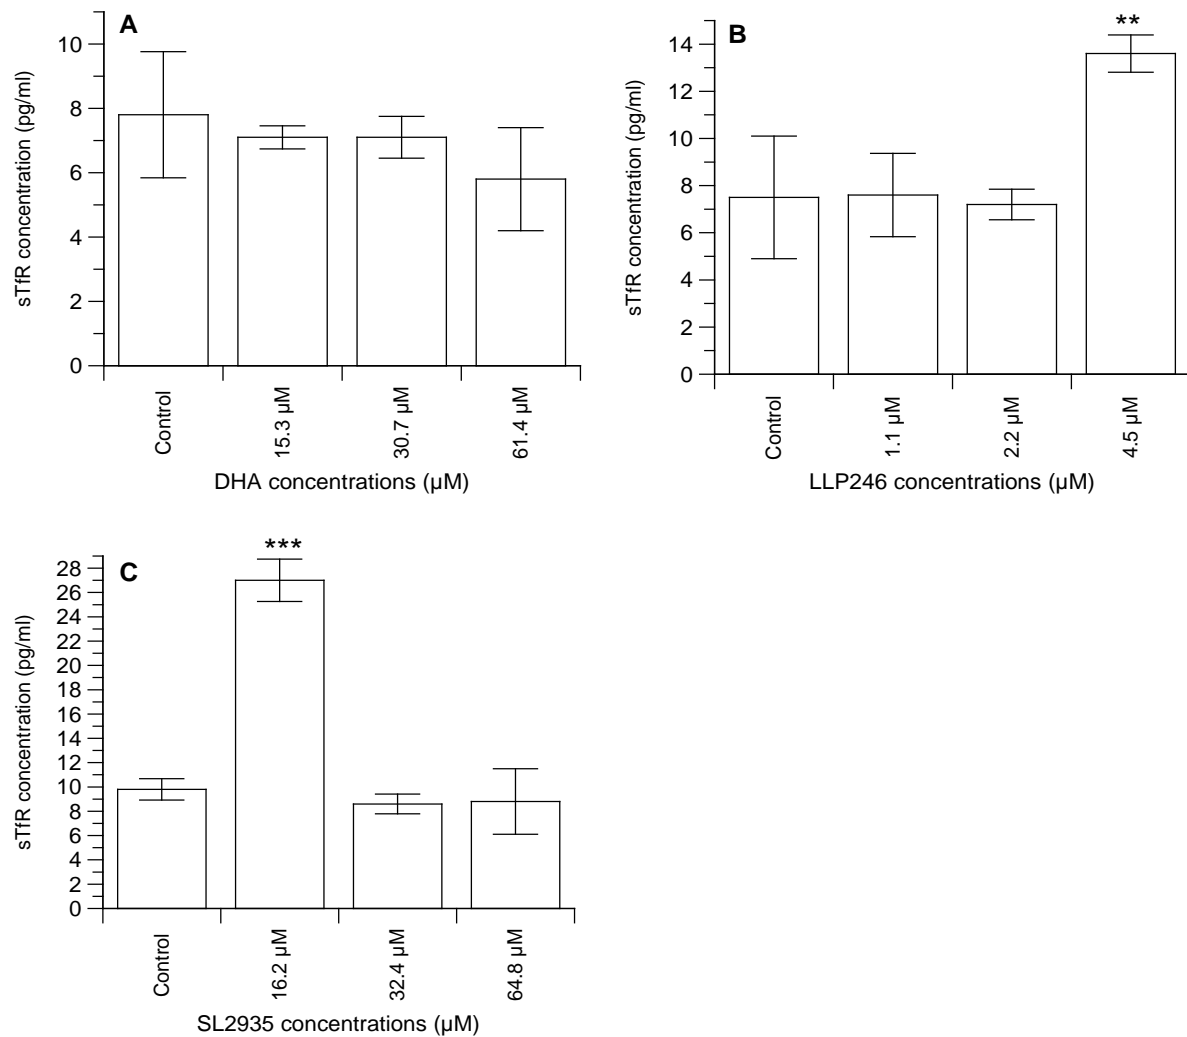 A
sTfR concentration (pg/ml)
10
8
6
4
2
0
Control
15.3 µM
30.7 µM
61.4 µM
DHA concentrations (µM)
B
**
sTfR concentration (pg/ml)
14
12
10
8
6
4
2
0
Control
1.1 µM
2.2 µM
4.5 µM
LLP246 concentrations (µM)
C
***
sTfR concentration (pg/ml)
28
26
24
22
20
18
16
14
12
10
8
6
4
2
0
Control
16.2 µM
32.4 µM
64.8 µM
SL2935 concentrations (µM)